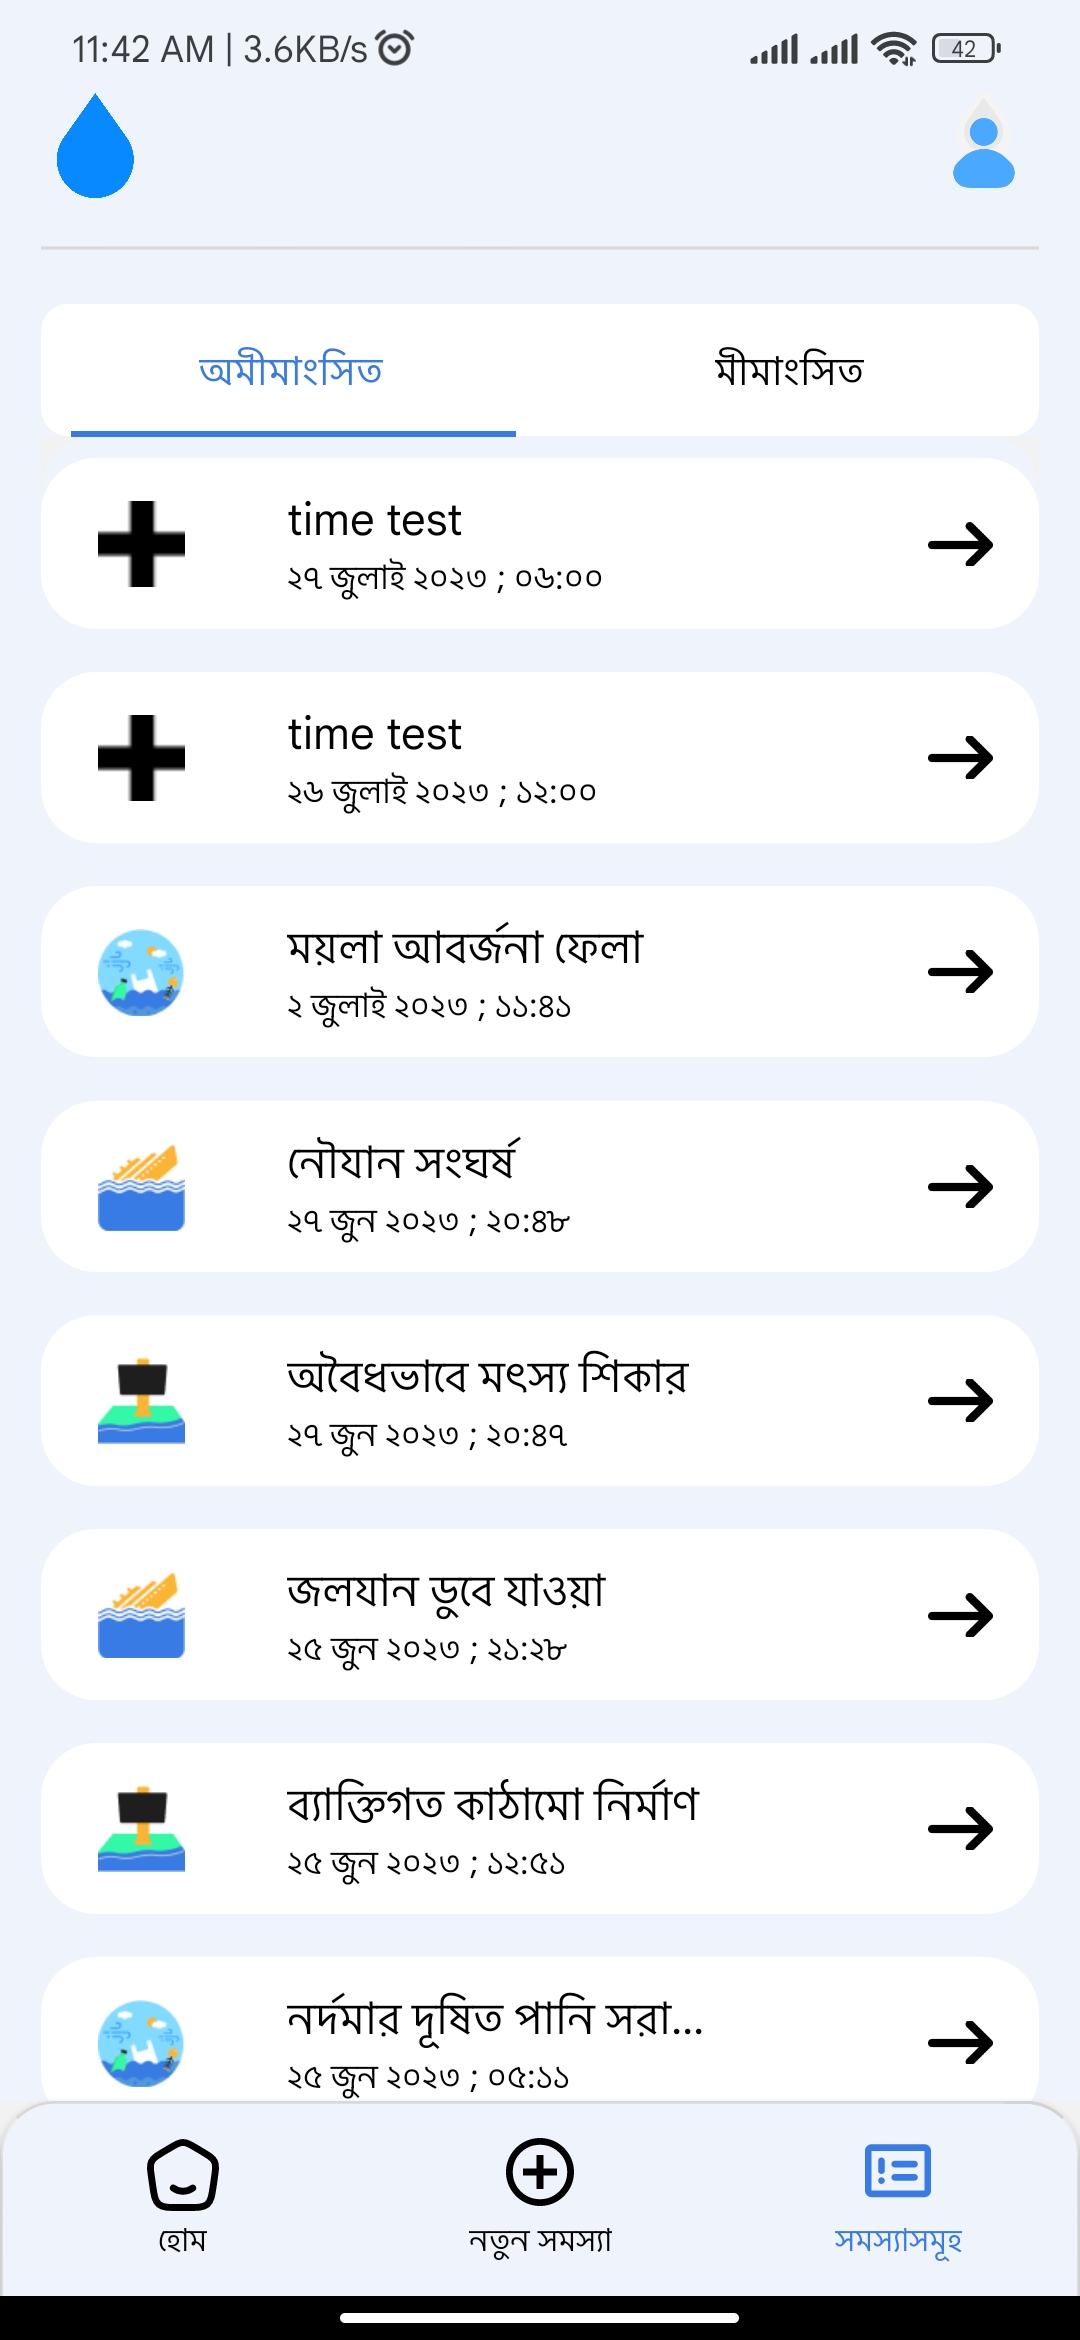 11:42 AM | 3.6KB/s
42
অমীমাংসিত
মীমাংসিত
time test
২৭ জুলাই ২০২৩ ; ০৬:০০
time test
২৬ জুলাই ২০২৩ ; ১২:০০
ময়লা আবর্জনা ফেলা
২ জুলাই ২০২৩ ; ১১:৪১
নৌযান সংঘর্ষ
২৭ জুন ২০২৩ ; ২০:৪৮
অবৈধভাবে মৎস্য শিকার
২৭ জুন ২০২৩ ; ২০:৪৭
জলযান ডুবে যাওয়া
২৫ জুন ২০২৩ ; ২১:২৮
ব্যাক্তিগত কাঠামো নির্মাণ
২৫ জুন ২০২৩ ; ১২:৫১
নর্দমার দূষিত পানি সরা...
২৫ জুন ২০২৩ ; ০৫:১১
হোম
নতুন সমস্যা
সমস্যাসমূহ